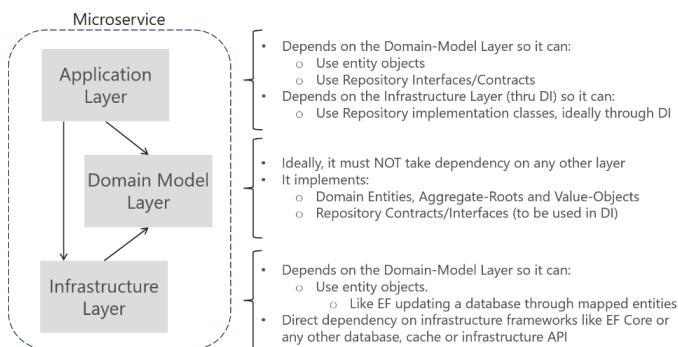 Microservice
Application
Layer
• Depends on the Domain-Model Layer so it can:
o Use entity objects
o Use Repository Interfaces/Contracts
• Depends on the Infrastructure Layer (thru DI) so it can:
o Use Repository implementation classes, ideally through DI
Domain Model
Layer
• Ideally, it must NOT take dependency on any other layer
• It implements:
o Domain Entities, Aggregate-Roots and Value-Objects
o Repository Contracts/Interfaces (to be used in DI)
Infrastructure
Layer
• Depends on the Domain-Model Layer so it can:
o Use entity objects.
o Like EF updating a database through mapped entities
• Direct dependency on infrastructure frameworks like EF Core or
any other database, cache or infrastructure API